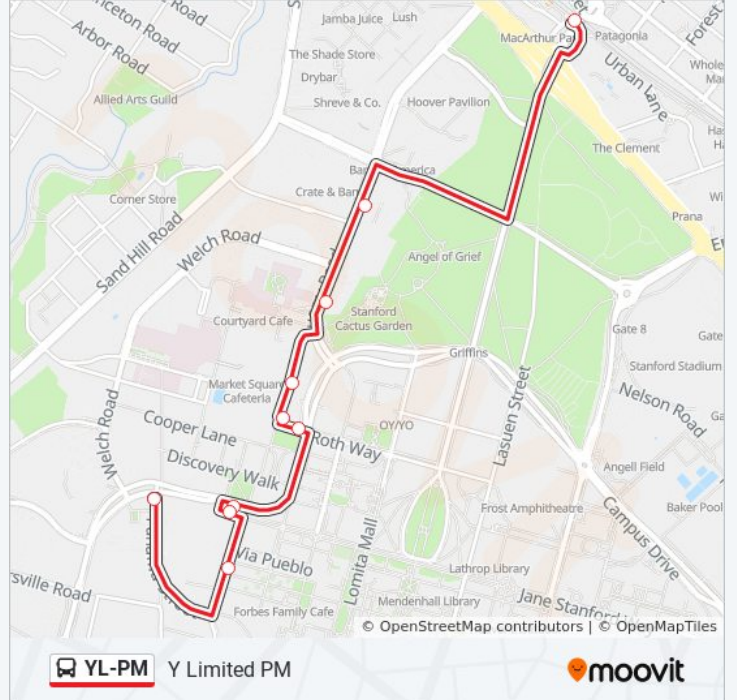 Jamba Juice
Lush
Arbor Road
The Shade Store
MacArthur
Patagonia
Drybar
Urban Lane
Allied Arts Guild
Shreve & Co.
Hoover Pavilion
The Clement
Crate &
Corner Store
Prana
Sand Hill Road
Welch Road
Angel of Grief
Stanford
Cactus Garden
Courtyard Cafe
Gate 8
Griffins
Gate
Stanford Stadium
Market Square
Cafeteria
Lasuen Street
Nelson Road
Welch Road
Cooper Lane
OY/YO
Roth Way
Discovery Walk
Angell Field
Baker Pool
Frost Amphitheatre
Campus Drive
Via Pueblo
Lomita Mall
Lathrop Library
rsville Road
Mendenhall Library
Jane Stanford
Forbes Family Cafe
© OpenStreetMap contributors | © OpenMapTiles
YL-PM Y Limited PM
moovit